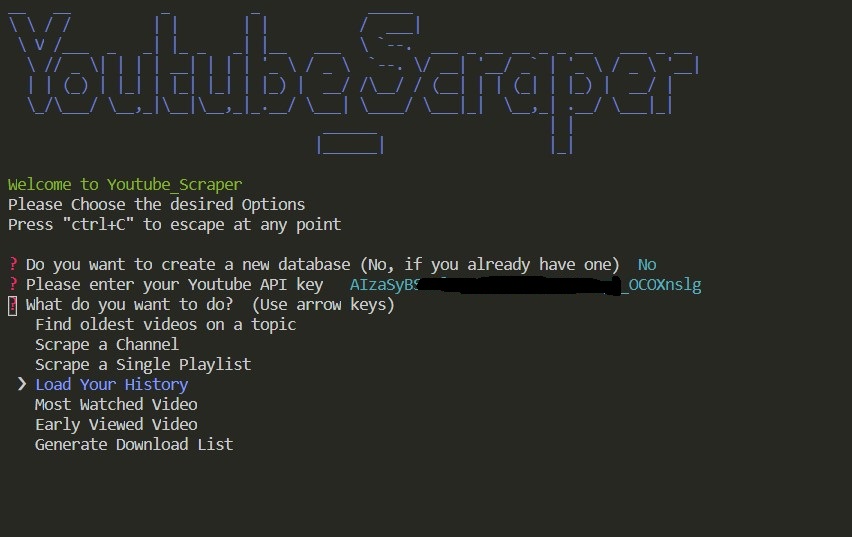 Youtube_Scraper
Welcome to Youtube_Scraper
Please Choose the desired Options
Press "ctrl+C" to escape at any point
? Do you want to create a new database (No, if you already have one) No
? Please enter your Youtube API key AIzaSyBS _OCOXnslg
? What do you want to do? (Use arrow keys)
Find oldest videos on a topic
Scrape a Channel
Scrape a Single Playlist
❯ Load Your History
Most Watched Video
Early Viewed Video
Generate Download List